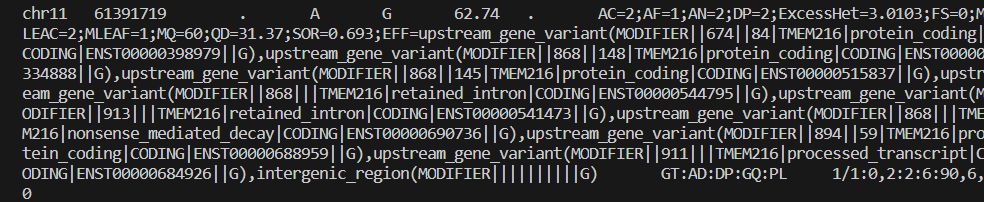 chr11   61391719        .       A       G       62.74   .       AC=2;AF=1;AN=2;DP=2;ExcessHet=3.0103;FS=0;M
LEAC=2;MLEAF=1;MQ=60;QD=31.37;SOR=0.693;EFF=upstream_gene_variant(MODIFIER||674||84|TMEM216|protein_coding|
CODING|ENST00000398979||G),upstream_gene_variant(MODIFIER||868||148|TMEM216|protein_coding|CODING|ENST00000
334888||G),upstream_gene_variant(MODIFIER||868||145|TMEM216|protein_coding|CODING|ENST00000515837||G),upstr
eam_gene_variant(MODIFIER||868|||TMEM216|retained_intron|CODING|ENST00000544795||G),upstream_gene_variant(M
ODIFIER||913|||TMEM216|retained_intron|CODING|ENST00000541473||G),upstream_gene_variant(MODIFIER||868|||TME
M216|nonsense_mediated_decay|CODING|ENST00000690736||G),upstream_gene_variant(MODIFIER||894||59|TMEM216|pro
tein_coding|CODING|ENST00000688959||G),upstream_gene_variant(MODIFIER||911|||TMEM216|processed_transcript|C
ODING|ENST00000684926||G),intergenic_region(MODIFIER||||||||||G)        GT:AD:DP:GQ:PL     1/1:0,2:2:6:90,6,
0